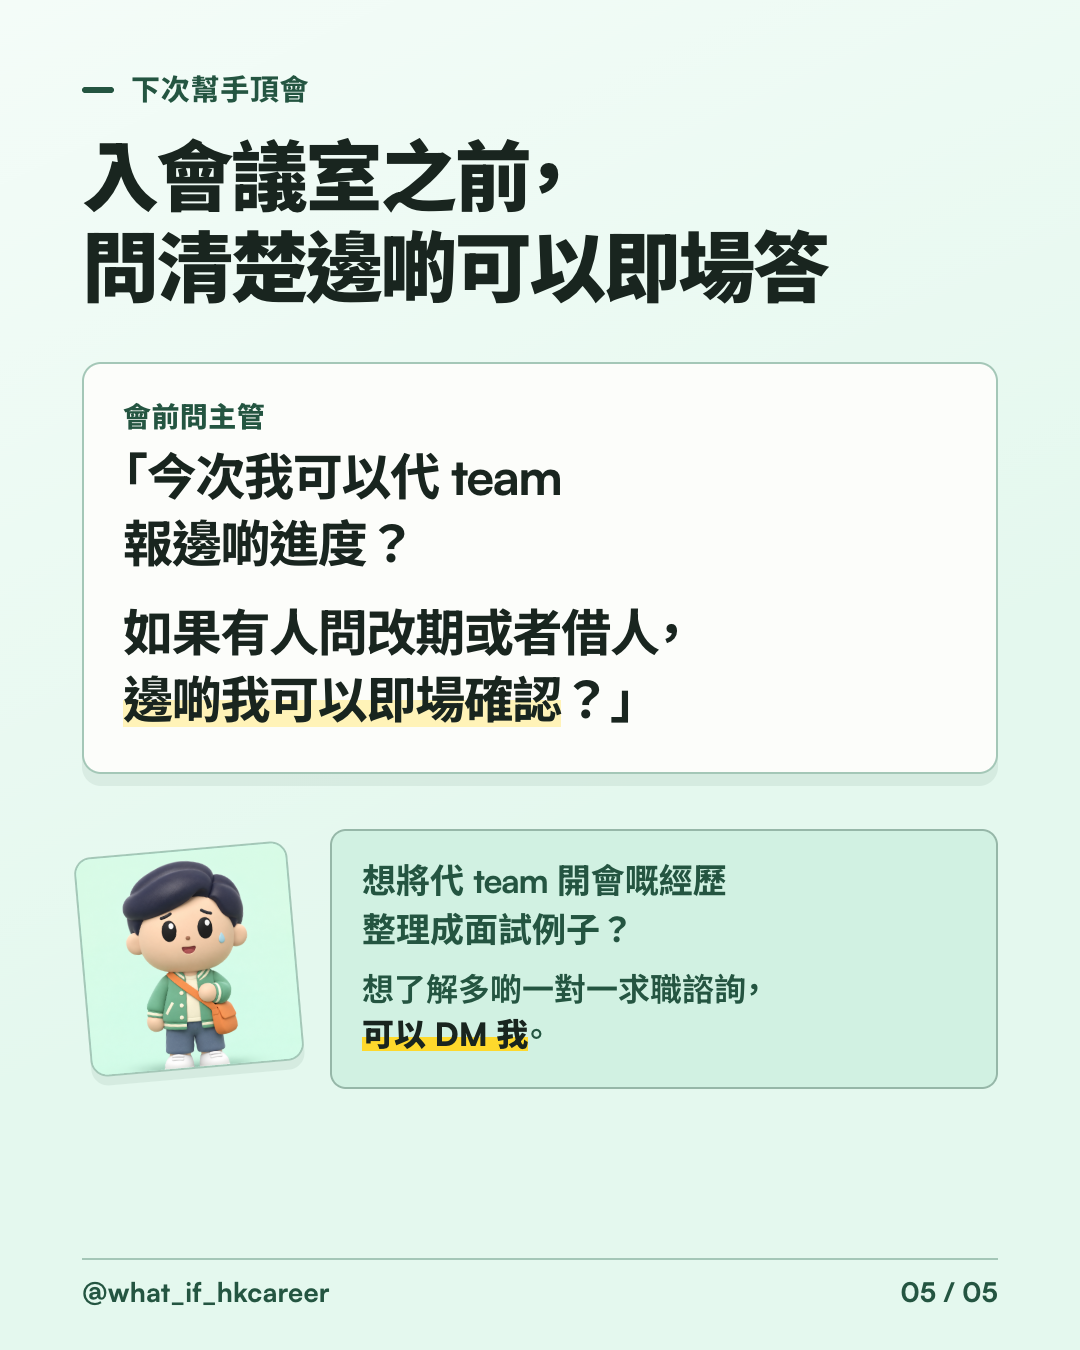 下次幫手頂會
入會議室之前，
問清楚邊啲可以即場答
會前問主管
「今次我可以代 team
報邊啲進度？
如果有人問改期或者借人，
邊啲我可以即場確認？」
想將代 team 開會嘅經歷
整理成面試例子？
想了解多啲一對一求職諮詢，
可以 DM 我。
@what_if_hkcareer
05 / 05